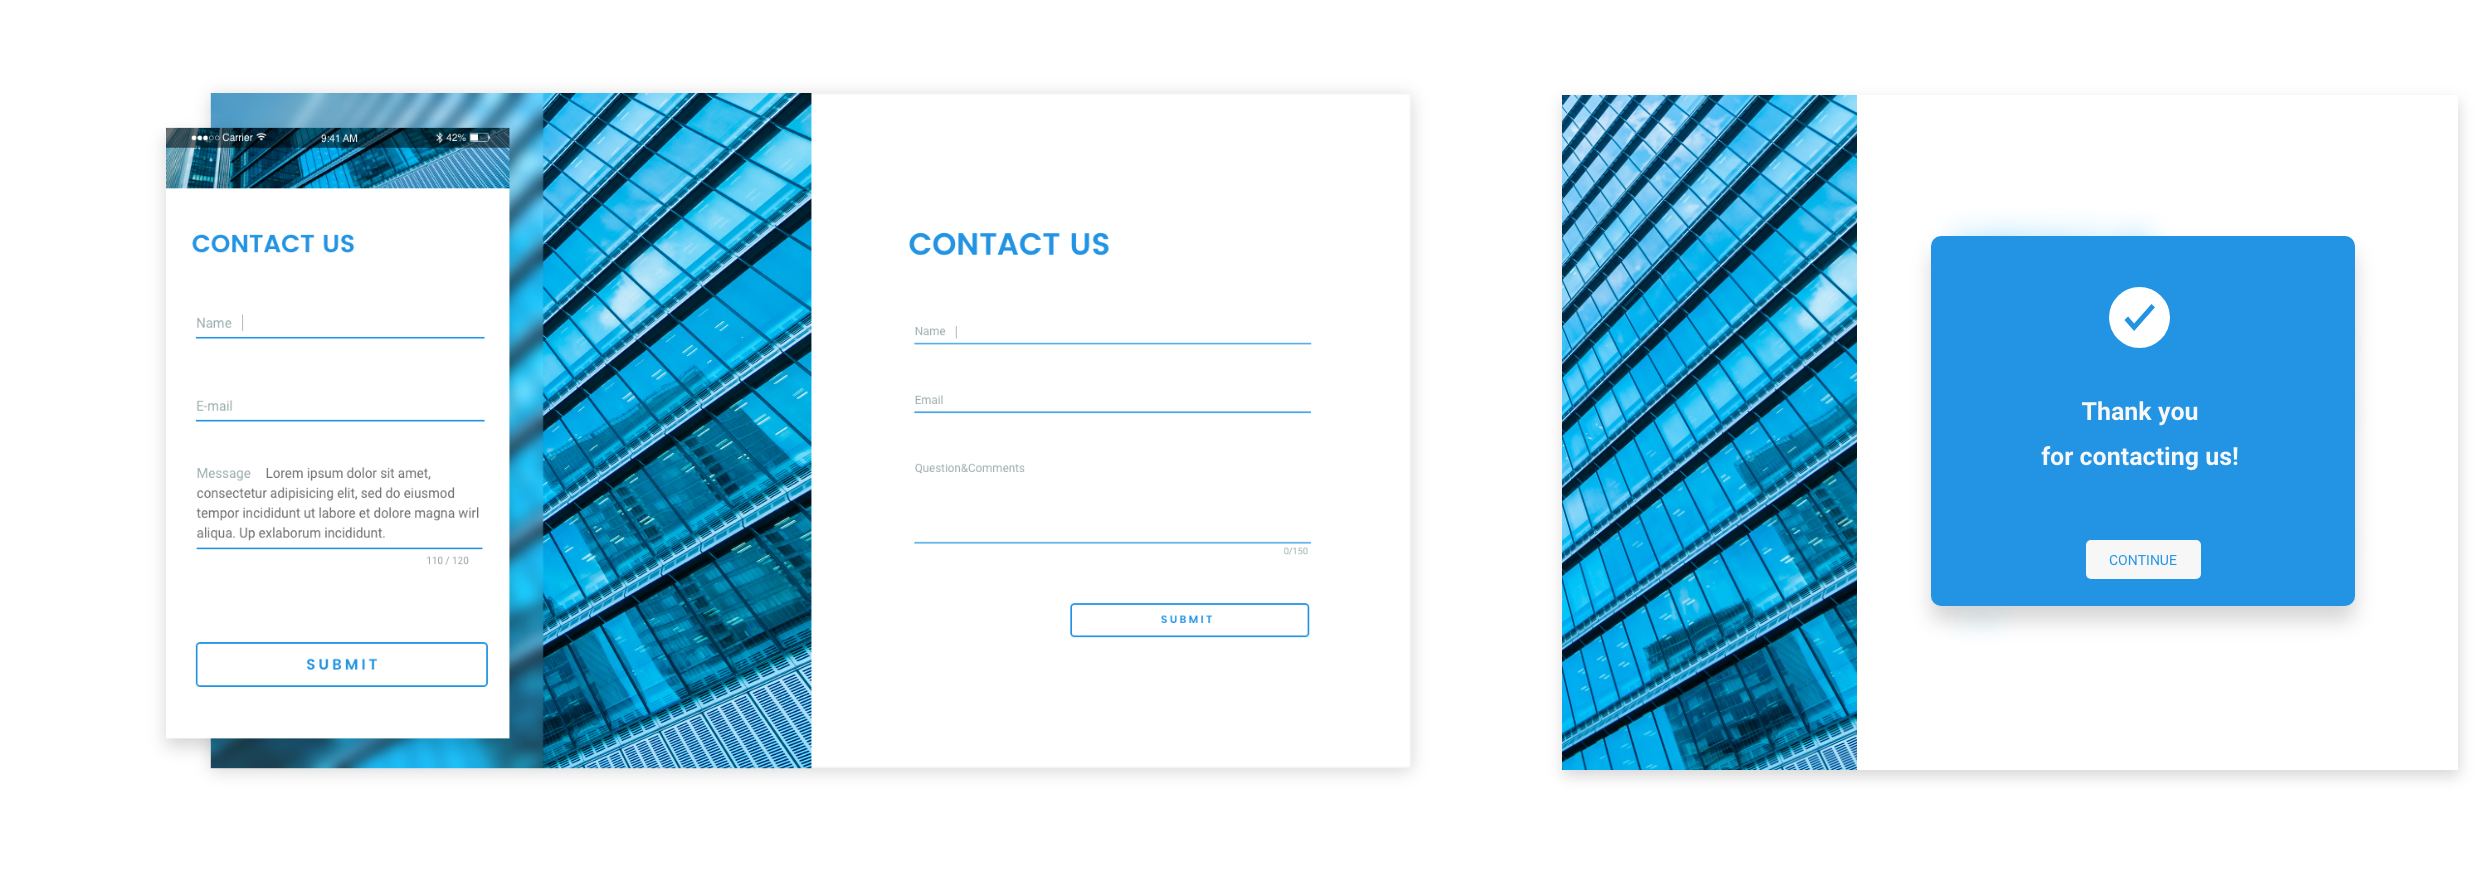 Carrier 9:41 AM 42%
CONTACT US
Name
E-mail
Message Lorem ipsum dolor sit amet,
consectetur adipisicing elit, sed do eiusmod
tempor incididunt ut labore et dolore magna wirl
aliqua. Up exlaborum incididunt.
110 / 120
SUBMIT
CONTACT US
Name
Email
Question&Comments
0/150
SUBMIT
Thank you
for contacting us!
CONTINUE